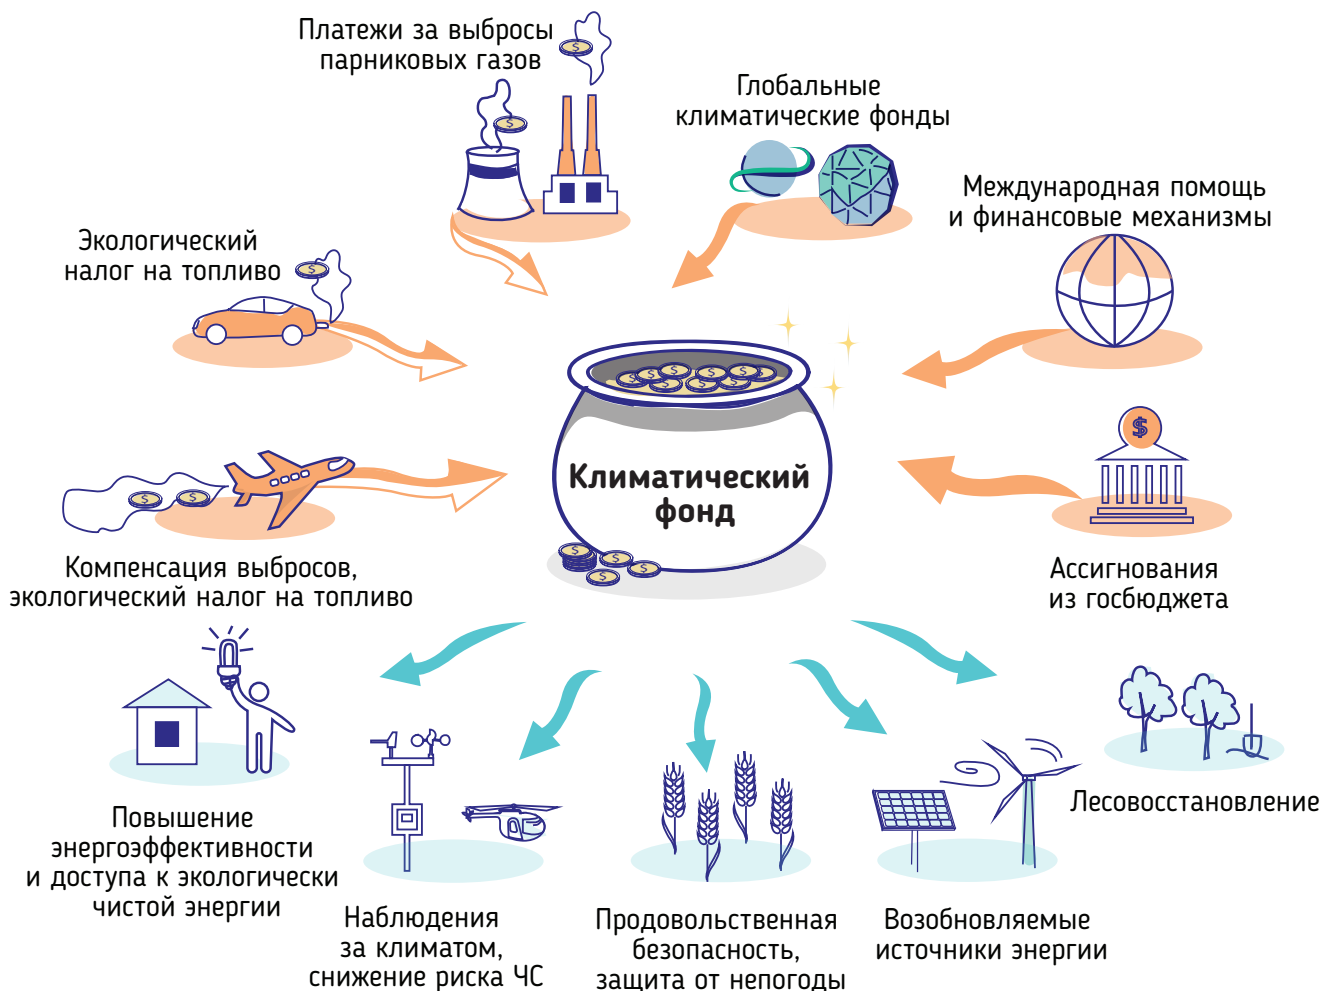 Платежи за выбросы
парниковых газов
Глобальные
климатические фонды
Международная помощь
и финансовые механизмы
Экологический
налог на топливо
Климатический
фонд
Компенсация выбросов,
экологический налог на топливо
Ассигнования
из госбюджета
Повышение
энергоэффективности
и доступа к экологически
чистой энергии
Наблюдения
за климатом,
снижение риска ЧС
Продовольственная
безопасность,
защита от непогоды
Возобновляемые
источники энергии
Лесовосстановление